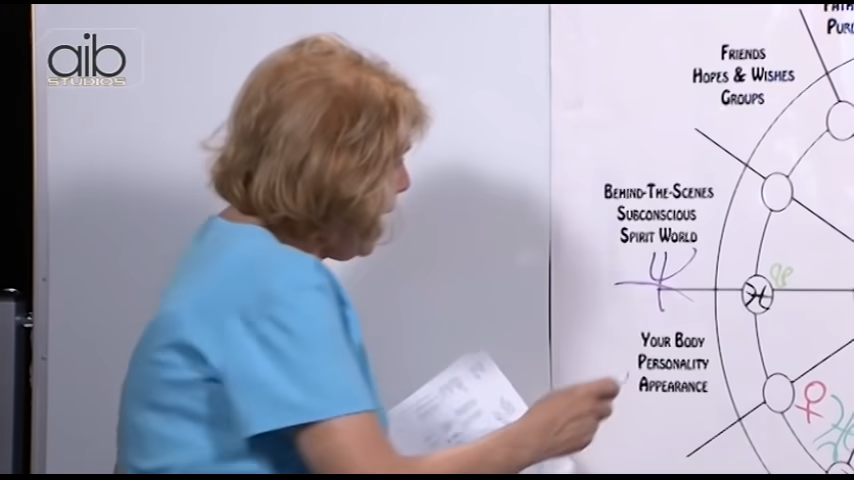 aib
STUDIOS
FRIENDS
HOPES & WISHES
GROUPS
BEHIND-THE-SCENES
SUBCONSCIOUS
SPIRIT WORLD
YOUR BODY
PERSONALITY
APPEARANCE